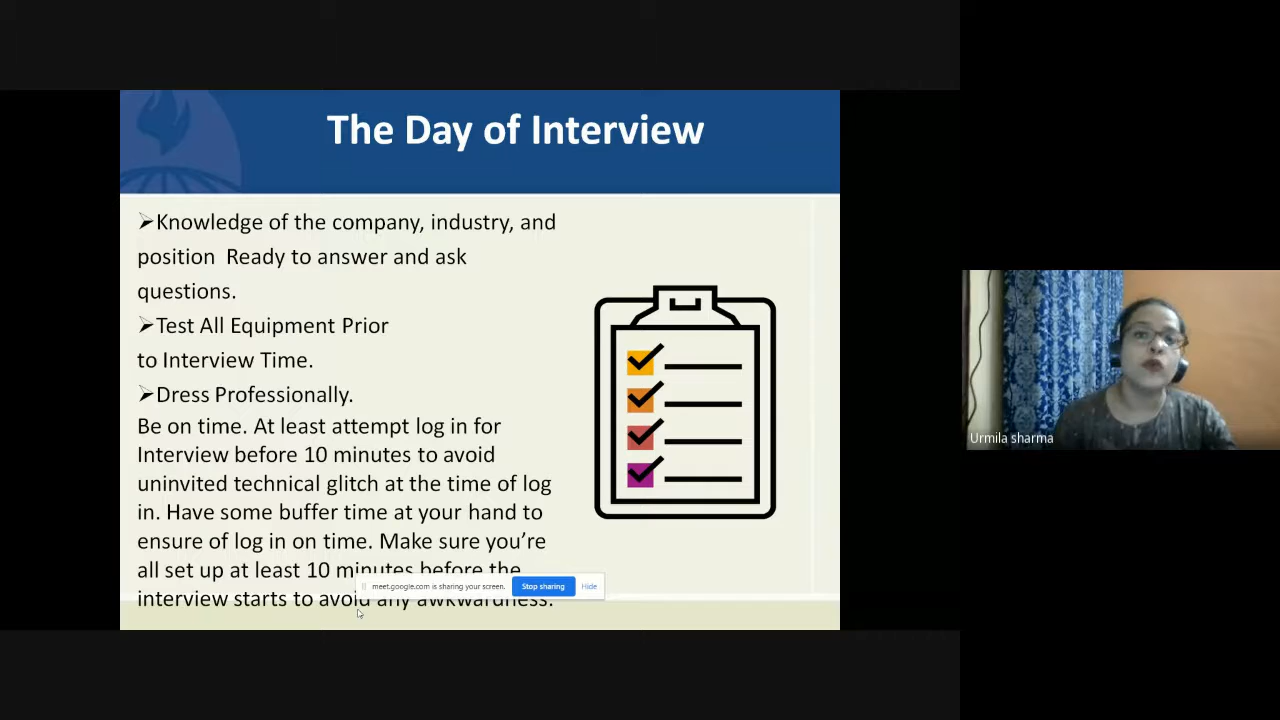 The Day of Interview
➢Knowledge of the company, industry, and
position  Ready to answer and ask
questions.
➢Test All Equipment Prior
to Interview Time.
➢Dress Professionally.
Be on time. At least attempt log in for
Interview before 10 minutes to avoid
uninvited technical glitch at the time of log
in. Have some buffer time at your hand to
ensure of log in on time. Make sure you’re
all set up at least 10 minutes before the
interview starts to avoid any awkwardness.
meet.google.com is sharing your screen.
Stop sharing
Hide
Urmila sharma